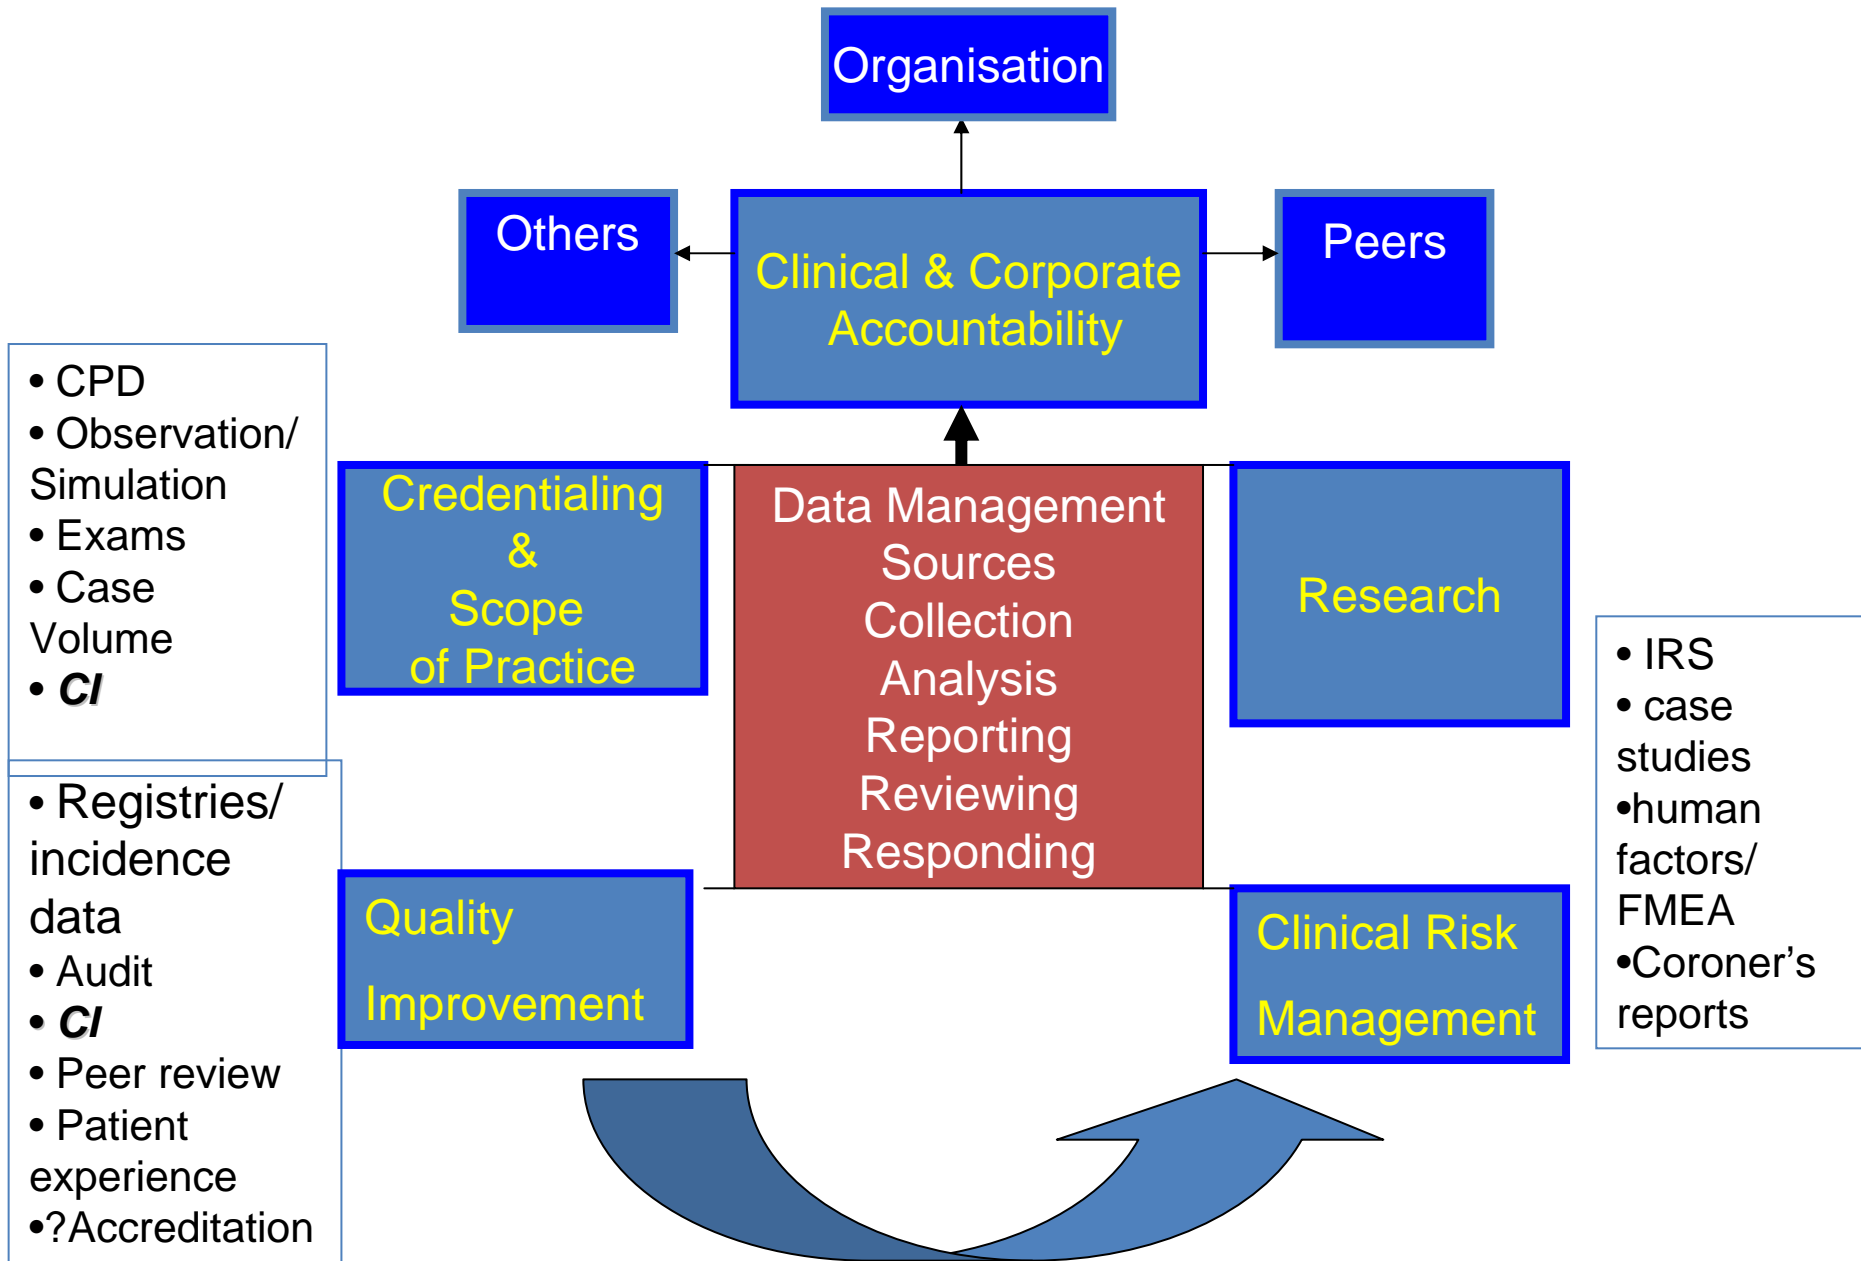 Organisation
Others
Clinical & Corporate
Accountability
Peers
• CPD
• Observation/
Simulation
• Exams
• Case
Volume
• CI
Credentialing
&
Scope
of Practice
Data Management
Sources
Collection
Analysis
Reporting
Reviewing
Responding
Research
• IRS
• case
studies
•human
factors/
FMEA
•Coroner’s
reports
• Registries/
incidence
data
• Audit
• CI
• Peer review
• Patient
experience
•?Accreditation
Quality
Improvement
Clinical Risk
Management